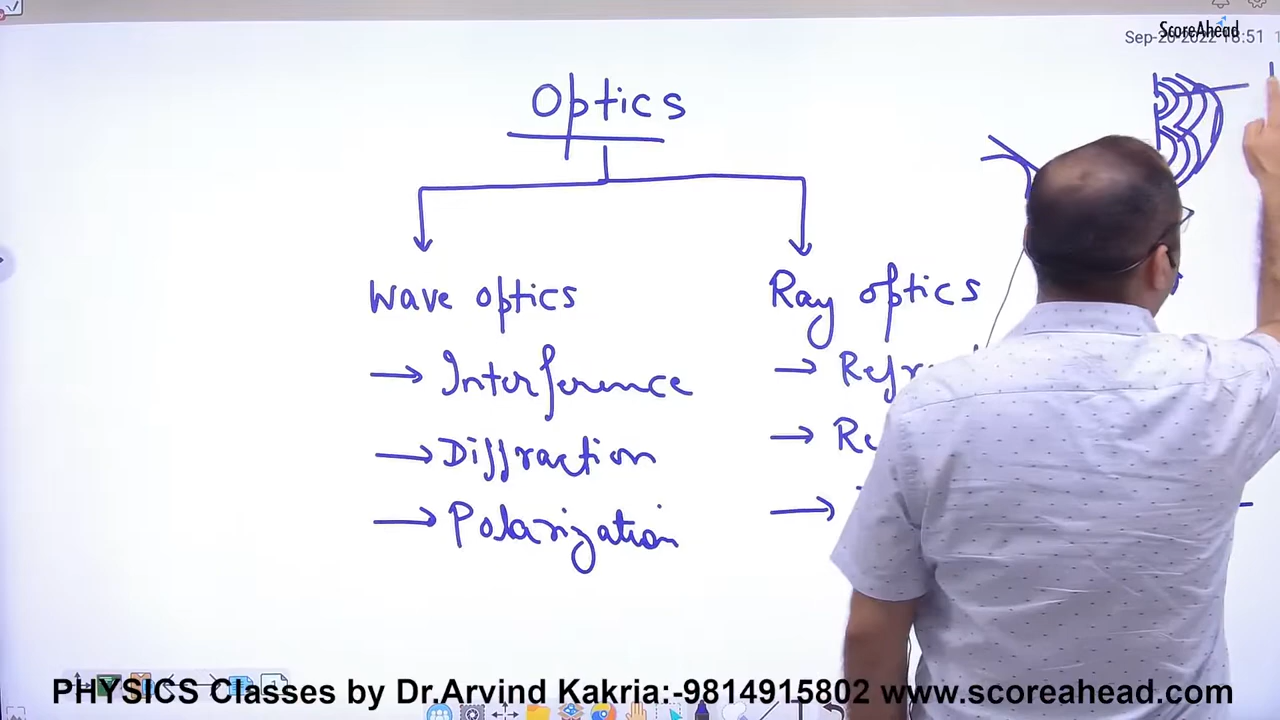 ScoreAhead
Optics
Wave optics
Ray optics
→ Interference
→ Diffraction
→ Polarization
PHYSICS Classes by Dr.Arvind Kakria:-9814915802 www.scoreahead.com